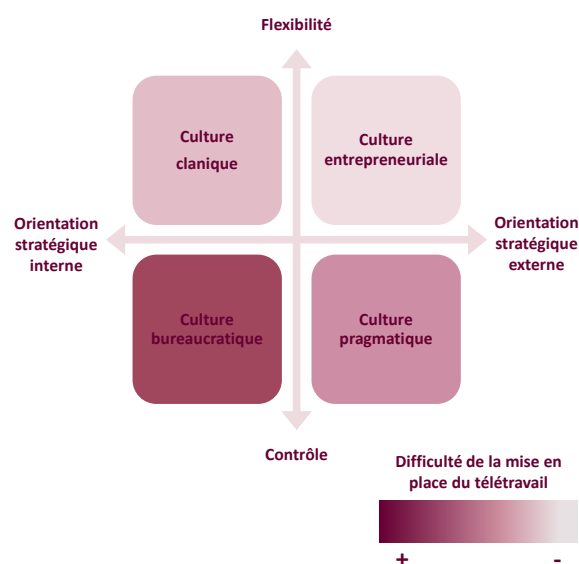 Flexibilité
Culture
clanique
Culture
entrepreneuriale
Orientation
stratégique
interne
Orientation
stratégique
externe
Culture
bureaucratique
Culture
pragmatique
Contrôle
Difficulté de la mise en
place du télétravail
+
-